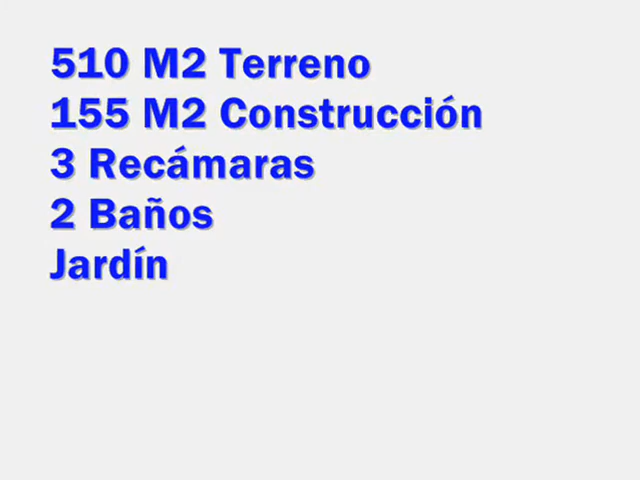 510 M2 Terreno
155 M2 Construcción
3 Recámaras
2 Baños
Jardín